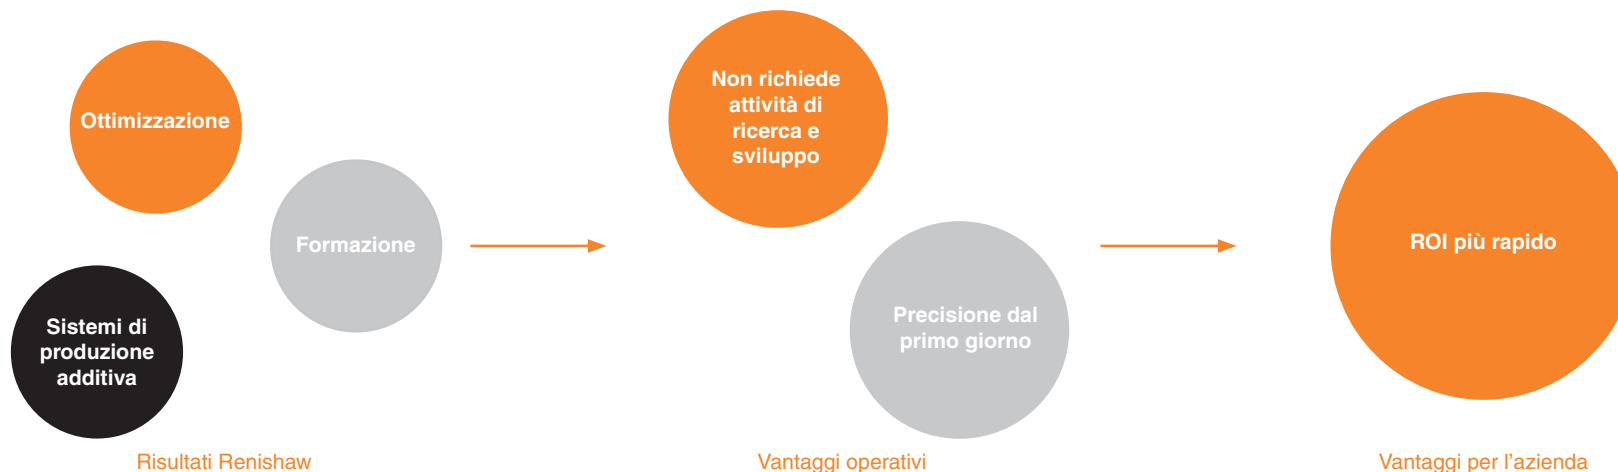 Ottimizzazione
Formazione
Sistemi di
produzione
additiva
Risultati Renishaw
Non richiede
attività di
ricerca e
sviluppo
Precisione dal
primo giorno
Vantaggi operativi
ROI più rapido
Vantaggi per l'azienda